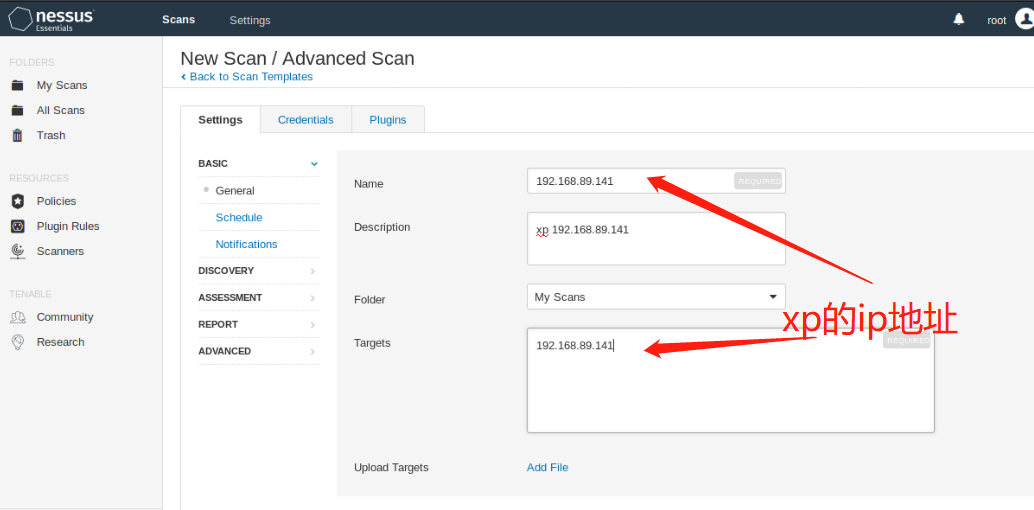 nessus
Essentials
Scans
Settings
root
FOLDERS
My Scans
All Scans
Trash
RESOURCES
Policies
Plugin Rules
Scanners
TENABLE
Community
Research
New Scan / Advanced Scan
Back to Scan Templates
Settings
Credentials
Plugins
BASIC
General
Schedule
Notifications
DISCOVERY
ASSESSMENT
REPORT
ADVANCED
Name
192.168.89.141
REQUIRED
Description
xp 192.168.89.141
Folder
My Scans
xp的ip地址
Targets
192.168.89.141
REQUIRED
Upload Targets
Add File